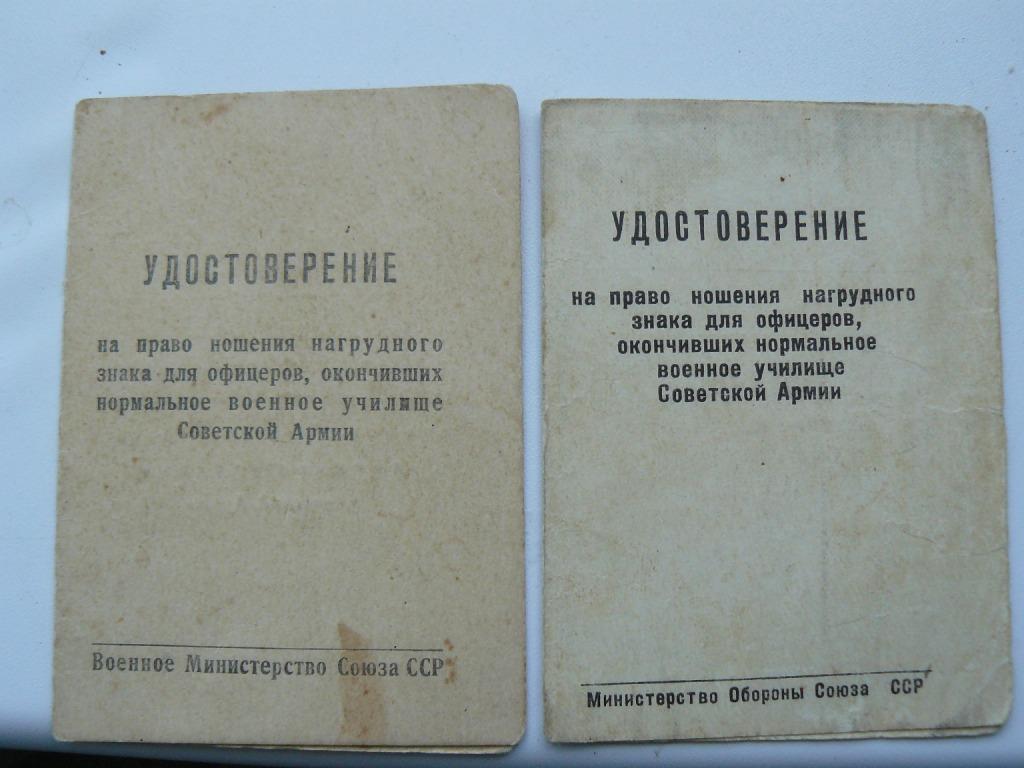 УДОСТОВЕРЕНИЕ
на право ношения нагрудного
знака для офицеров, окончивших
нормальное военное училище
Советской Армии
Военное Министерство Союза ССР
УДОСТОВЕРЕНИЕ
на право ношения нагрудного
знака для офицеров,
окончивших нормальное
военное училище
Советской Армии
Министерство Обороны Союза ССР